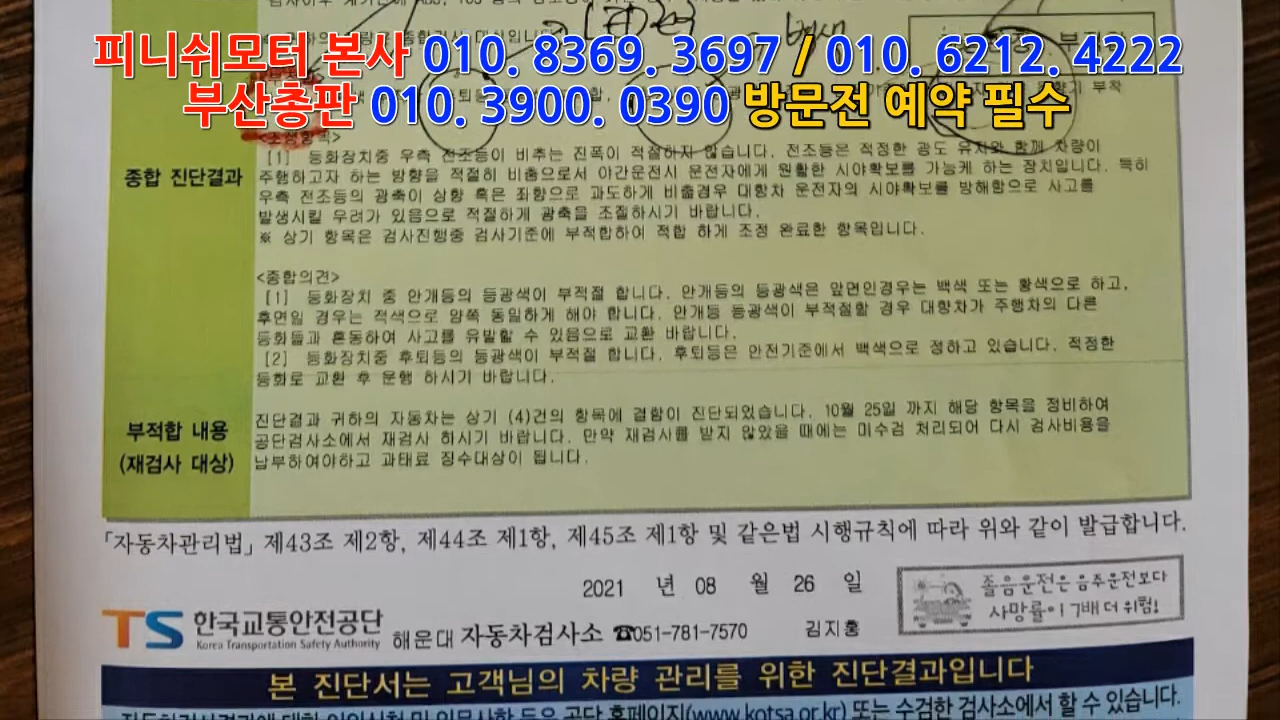 피니쉬모터 본사 010. 8369. 3697 / 010. 6212. 4222
부산총판 010. 3900. 0390 방문전 예약 필수
종합 진단결과
[1] 등화장치중 우측 전조등이 비추는 진폭이 적절하지 않습니다. 전조등은 적정한 광도 유지와 함께 차량이
주행하고자 하는 방향을 적절히 비춤으로서 야간운전시 운전자에게 원활한 시야확보를 가능케 하는 장치입니다. 특히
우측 전조등의 광축이 상향 혹은 좌향으로 과도하게 비출경우 대항차 운전자의 시야확보를 방해함으로 사고를
발생시킬 우려가 있음으로 적절하게 광축을 조절하시기 바랍니다.
※ 상기 항목은 검사진행중 검사기준에 부적합하여 적합 하게 조정 완료한 항목입니다.
<종합의견>
[1] 등화장치 중 안개등의 등광색이 부적절 합니다. 안개등의 등광색은 앞면인경우는 백색 또는 황색으로 하고,
후면일 경우는 적색으로 양쪽 동일하게 해야 합니다. 안개등 등광색이 부적절할 경우 대항차가 주행차의 다른
등화들과 혼동하여 사고를 유발할 수 있음으로 교환 바랍니다.
[2] 등화장치중 후퇴등의 등광색이 부적절 합니다. 후퇴등은 안전기준에서 백색으로 정하고 있습니다. 적정한
등화로 교환 후 운행 하시기 바랍니다.
부적합 내용
(재검사 대상)
진단결과 귀하의 자동차는 상기 (4)건의 항목에 결함이 진단되었습니다. 10월 25일 까지 해당 항목을 정비하여
공단검사소에서 재검사 하시기 바랍니다. 만약 재검사를 받지 않았을 때에는 미수검 처리되어 다시 검사비용을
납부하여야하고 과태료 징수대상이 됩니다.
「자동차관리법」 제43조 제2항, 제44조 제1항, 제45조 제1항 및 같은법 시행규칙에 따라 위와 같이 발급합니다.
2021 년 08 월 26 일
졸음운전은 음주운전보다
사망률이 7배 더 위험!
TS 한국교통안전공단
Korea Transportation Safety Authority
해운대 자동차검사소 ☎051-781-7570 김지홍
본 진단서는 고객님의 차량 관리를 위한 진단결과입니다
공단 홈페이지(www.kotsa.or.kr) 또는 수검한 검사소에서 할 수 있습니다.